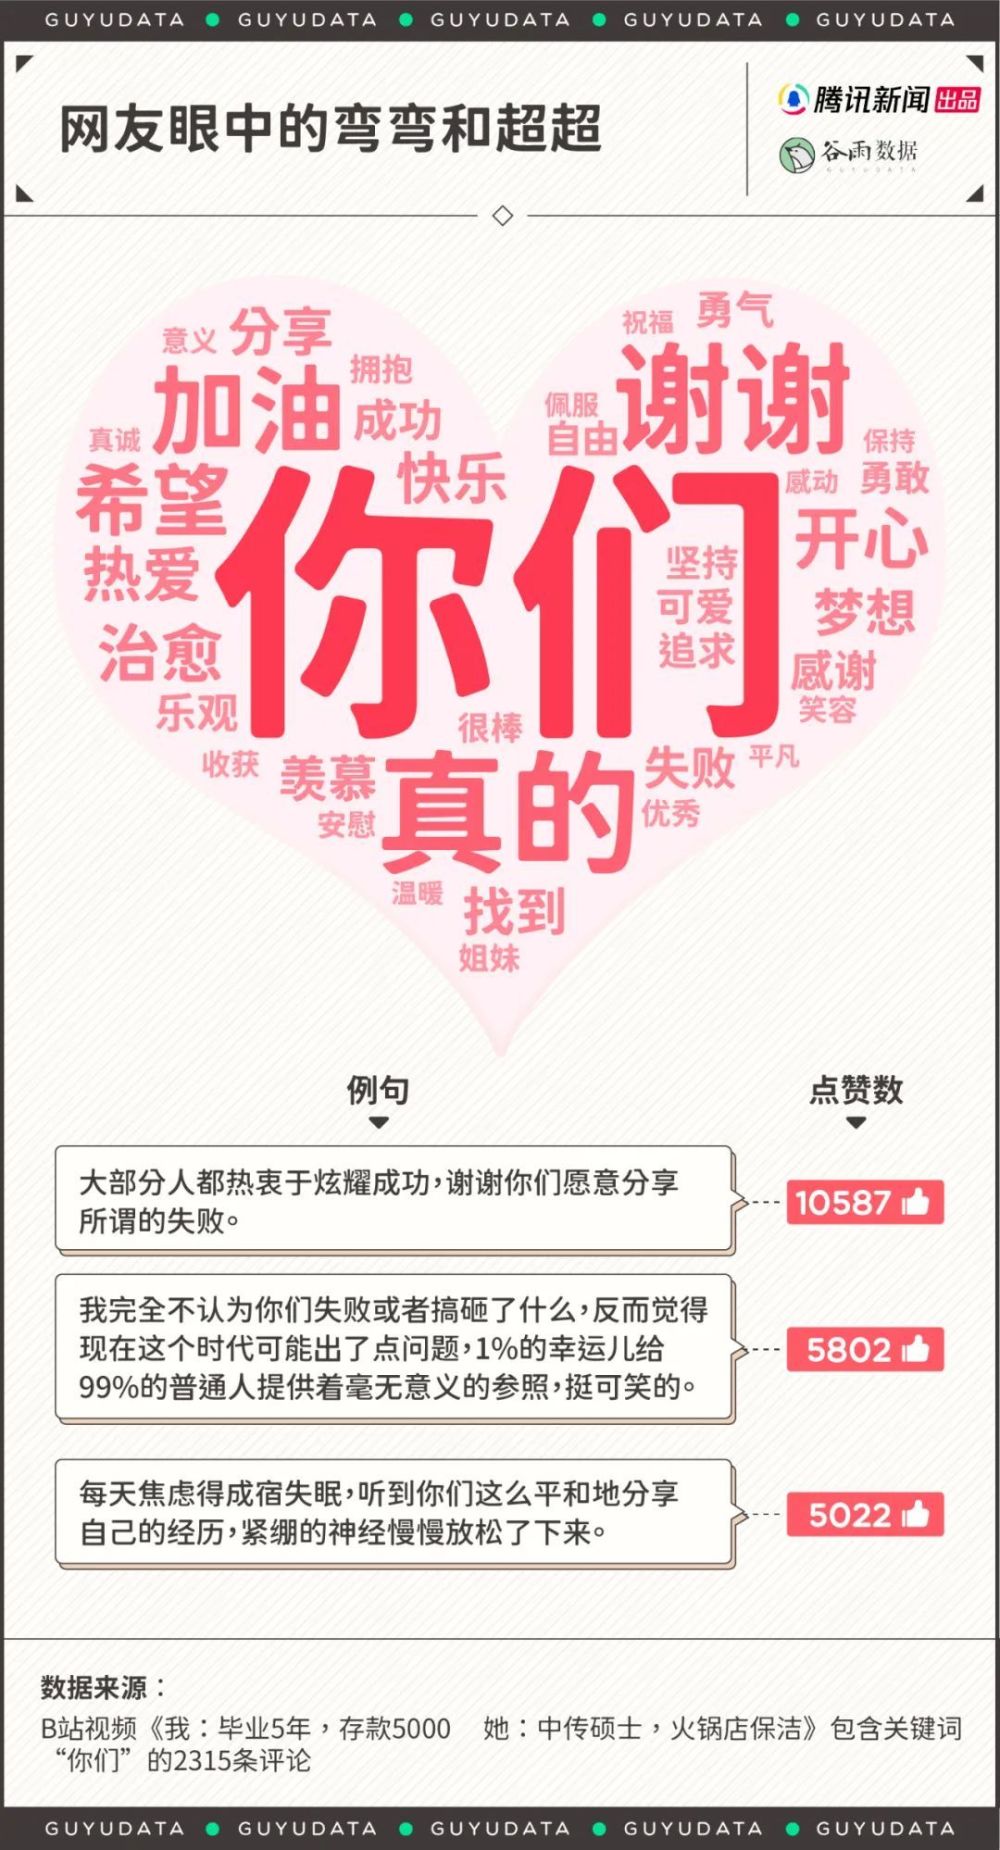 GUYUDATA ● GUYUDATA ● GUYUDATA ● GUYUDATA ● GUYUDATA
网友眼中的弯弯和超超
腾讯新闻 出品
谷雨数据
GUYUDATA
意义 分享
祝福 勇气
加油 拥抱
谢谢
真诚 成功
佩服 自由
保持
希望 快乐
感动 勇敢
你们
热爱
坚持
开心
可爱
梦想
治愈
追求
感谢
乐观
很棒
笑容
收获 羡慕
真的
失败 平凡
安慰
优秀
温暖 找到
姐妹
例句
点赞数
大部分人都热衷于炫耀成功,谢谢你们愿意分享
所谓的失败。
10587
我完全不认为你们失败或者搞砸了什么,反而觉得
现在这个时代可能出了点问题,1%的幸运儿给
99%的普通人提供着毫无意义的参照,挺可笑的。
5802
每天焦虑得成宿失眠,听到你们这么平和地分享
自己的经历,紧绷的神经慢慢放松了下来。
5022
数据来源：
B站视频《我：毕业5年，存款5000 她：中传硕士，火锅店保洁》包含关键词
“你们”的2315条评论
GUYUDATA ● GUYUDATA ● GUYUDATA ● GUYUDATA ● GUYUDATA